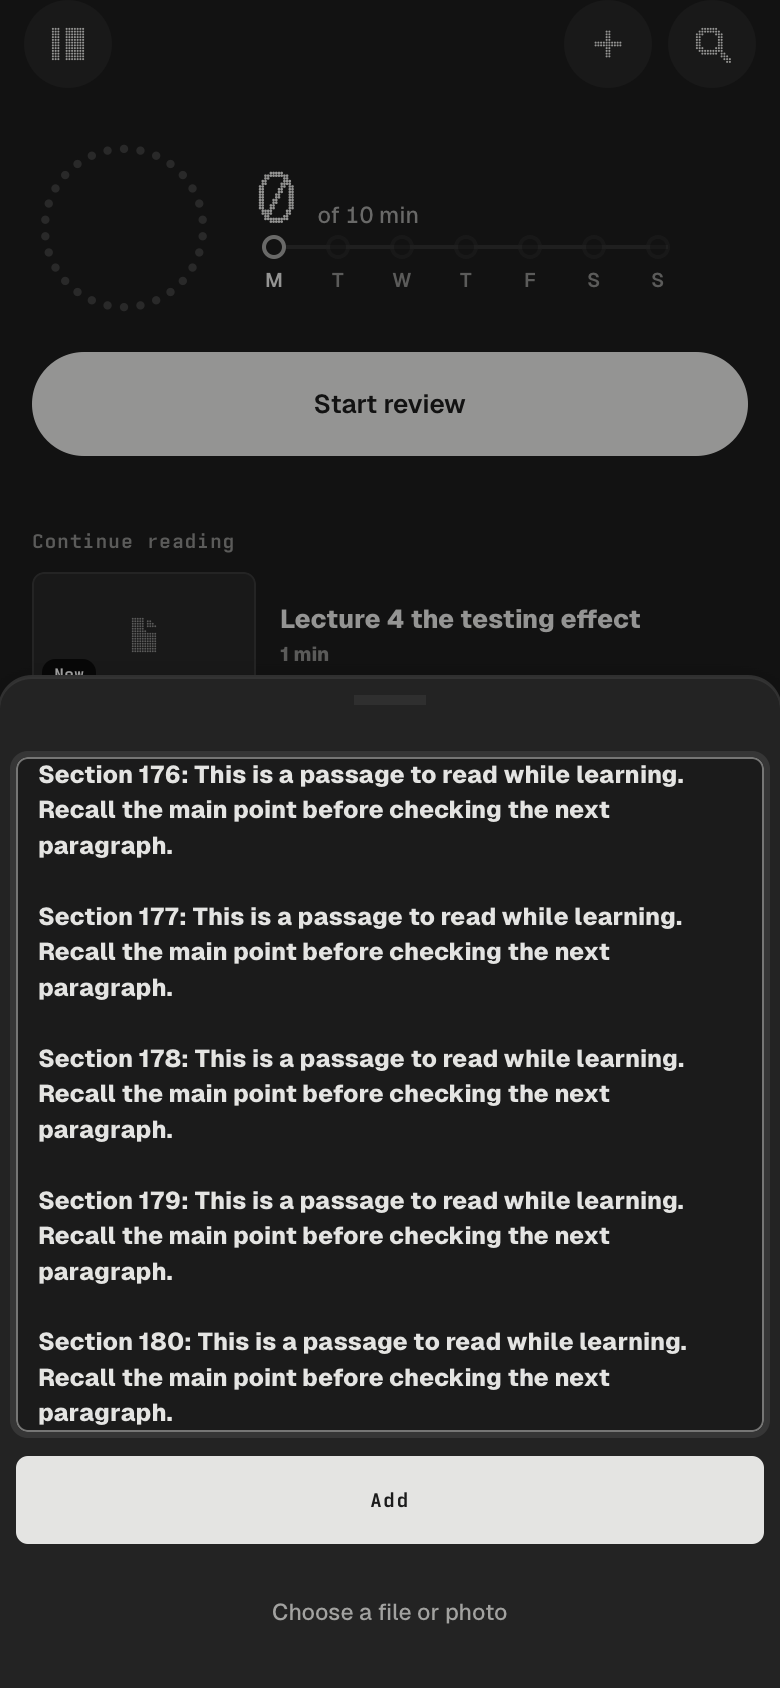 0 of 10 min
M T W T F S S
Start review
Continue reading
Lecture 4 the testing effect
1 min
Section 176: This is a passage to read while learning.
Recall the main point before checking the next
paragraph.
Section 177: This is a passage to read while learning.
Recall the main point before checking the next
paragraph.
Section 178: This is a passage to read while learning.
Recall the main point before checking the next
paragraph.
Section 179: This is a passage to read while learning.
Recall the main point before checking the next
paragraph.
Section 180: This is a passage to read while learning.
Recall the main point before checking the next
paragraph.
Add
Choose a file or photo